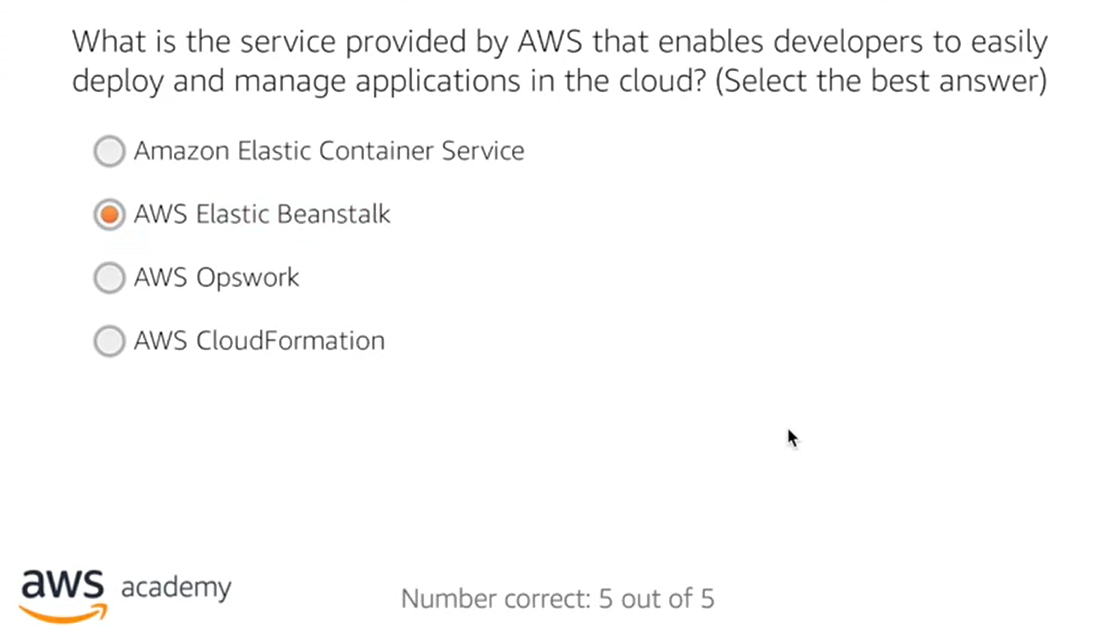 What is the service provided by AWS that enables developers to easily
deploy and manage applications in the cloud? (Select the best answer)
Amazon Elastic Container Service
AWS Elastic Beanstalk
AWS Opswork
AWS CloudFormation
aws academy
Number correct: 5 out of 5